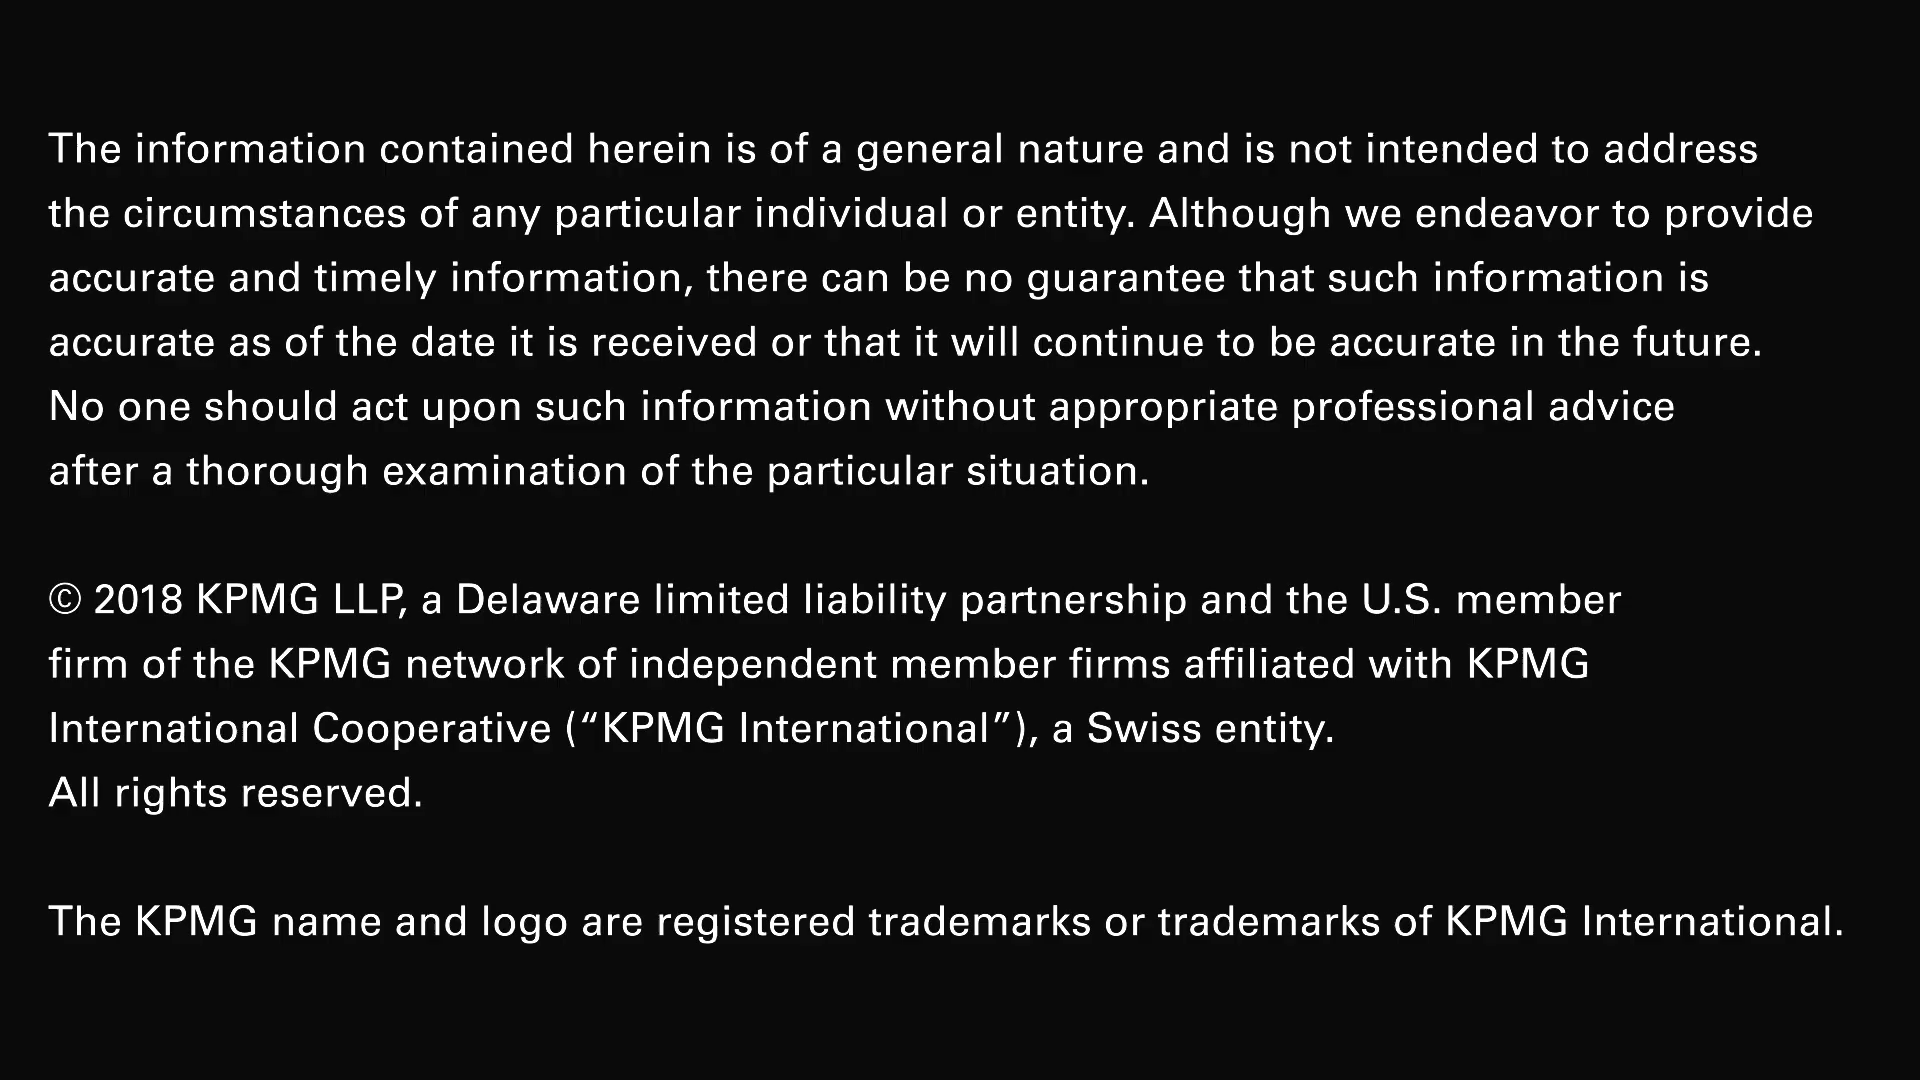 The information contained herein is of a general nature and is not intended to address
the circumstances of any particular individual or entity. Although we endeavor to provide
accurate and timely information, there can be no guarantee that such information is
accurate as of the date it is received or that it will continue to be accurate in the future.
No one should act upon such information without appropriate professional advice
after a thorough examination of the particular situation.
© 2018 KPMG LLP, a Delaware limited liability partnership and the U.S. member
firm of the KPMG network of independent member firms affiliated with KPMG
International Cooperative (“KPMG International”), a Swiss entity.
All rights reserved.
The KPMG name and logo are registered trademarks or trademarks of KPMG International.